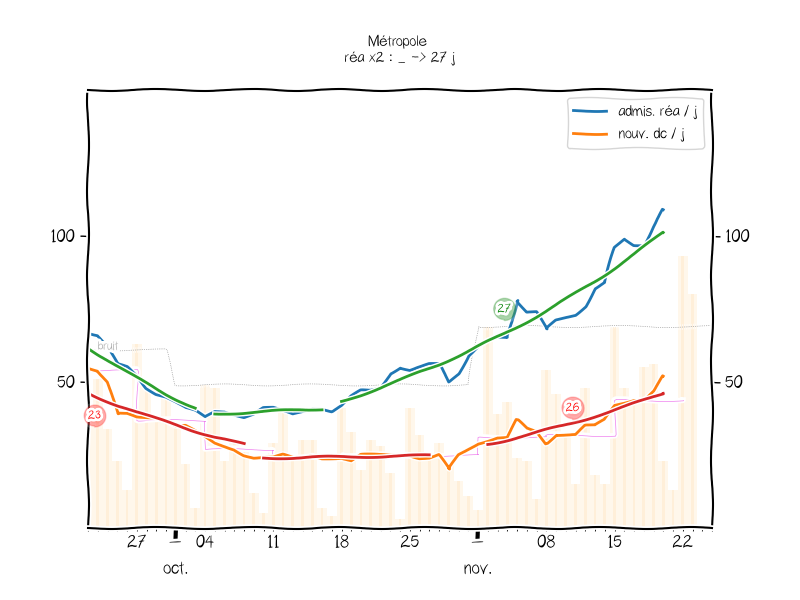 Métropole
réa x2 : _ -> 27 j
admis. réa / j
nouv. dc / j
100
100
27
bruit
50
50
26
23
27
04
11
18
25
08
15
22
oct.
nov.